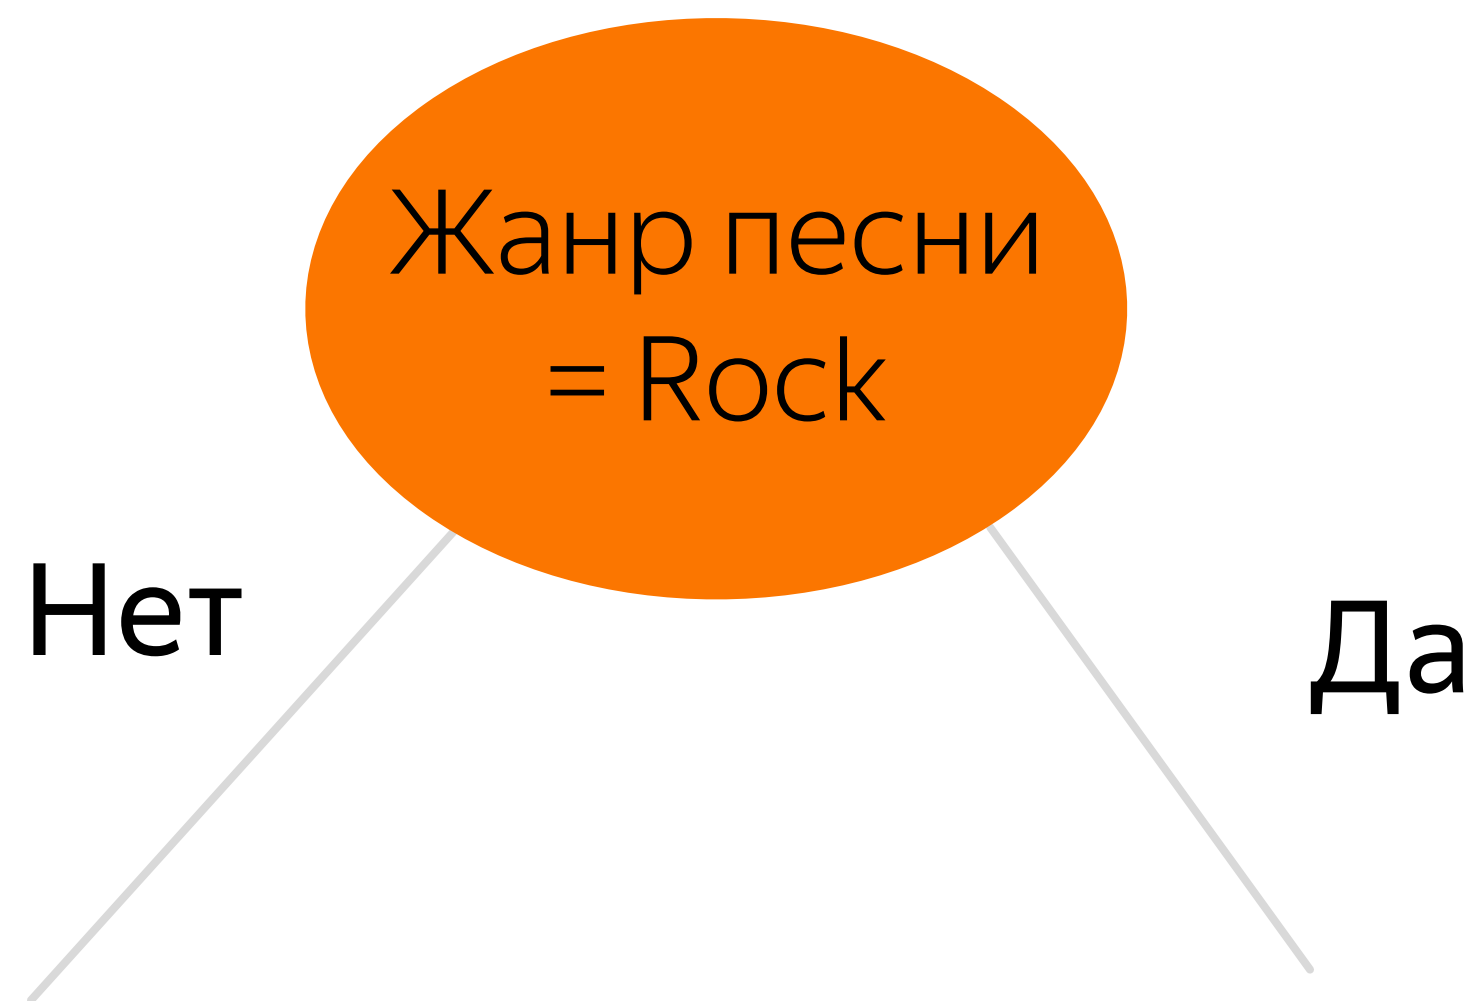 Жанр песни
= Rock
Нет
Да